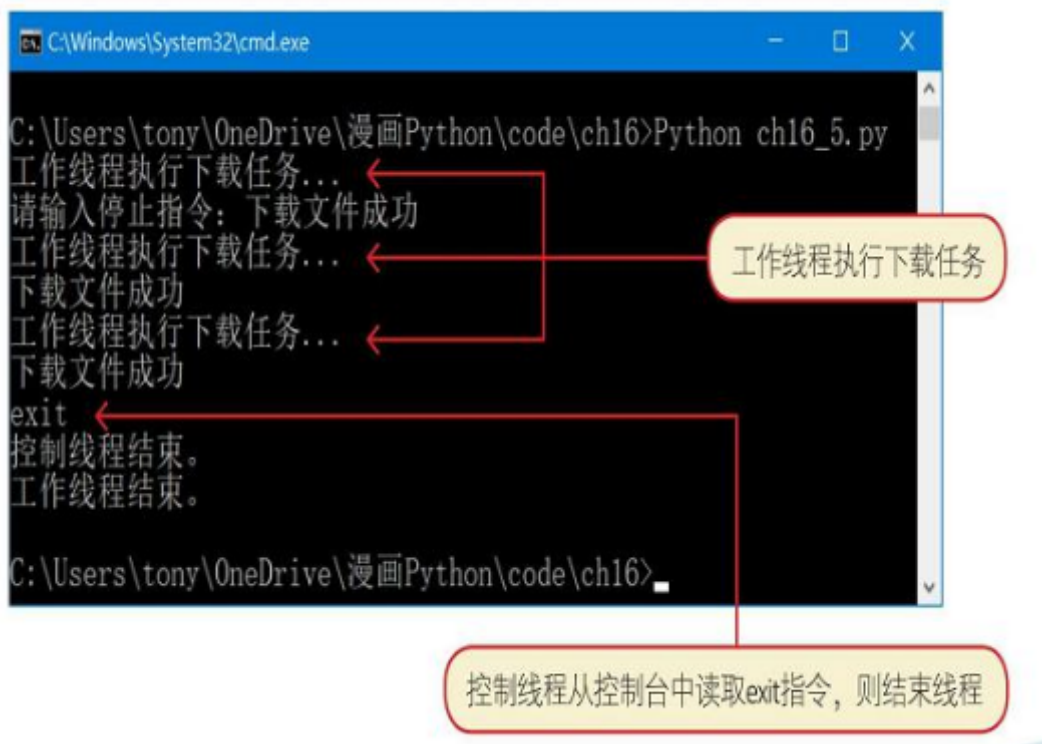 C:\Windows\System32\cmd.exe
C:\Users\tony\OneDrive\漫画Python\code\ch16>Python ch16_5.py
工作线程执行下载任务...
请输入停止指令：下载文件成功
工作线程执行下载任务...
下载文件成功
工作线程执行下载任务...
下载文件成功
exit
控制线程结束。
工作线程结束。
C:\Users\tony\OneDrive\漫画Python\code\ch16>
工作线程执行下载任务
控制线程从控制台中读取exit指令，则结束线程